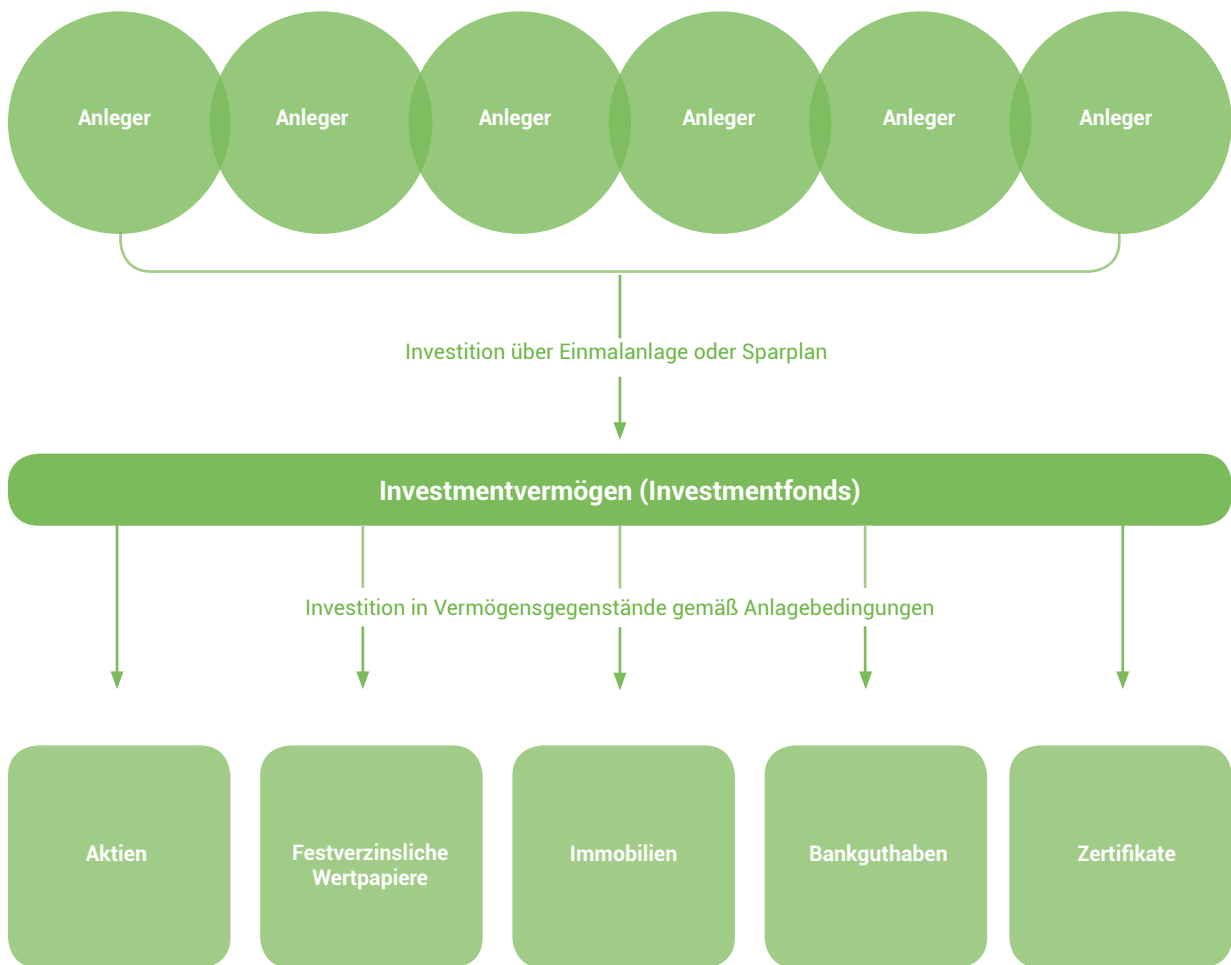 Anleger
Anleger
Anleger
Anleger
Anleger
Anleger
Investition über Einmalanlage oder Sparplan
Investmentvermögen (Investmentfonds)
Investition in Vermögensgegenstände gemäß Anlagebedingungen
Aktien
Festverzinsliche
Wertpapiere
Immobilien
Bankguthaben
Zertifikate